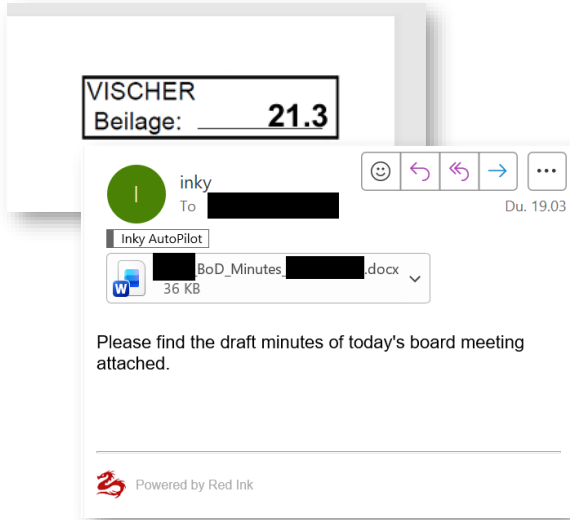 VISCHER
Beilage: 21.3
I
inky
To
Du. 19.03
Inky AutoPilot
_BoD_Minutes_ .docx
W
36 KB
Please find the draft minutes of today's board meeting
attached.
Powered by Red Ink